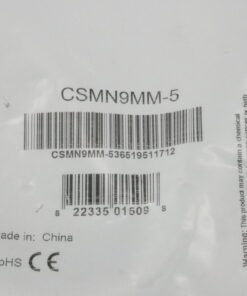 CSMN9MM-5
CSMN9MM-536519511712
8 22335 01509 8
ade in: China
oHS CE
Warning: This product may contain a chemical